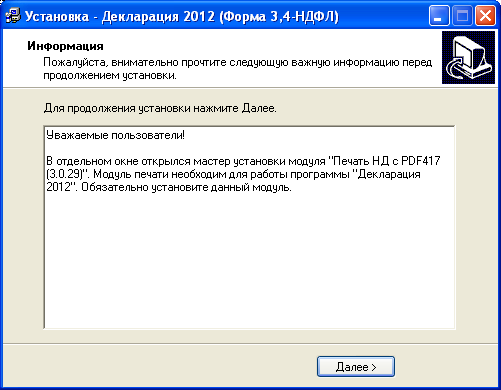 Установка - Декларация 2012 (Форма 3,4-НДФЛ)
Информация
Пожалуйста, внимательно прочтите следующую важную информацию перед
продолжением установки.
Для продолжения установки нажмите Далее.
Уважаемые пользователи!
В отдельном окне открылся мастер установки модуля "Печать НД с PDF417
(3.0.29)". Модуль печати необходим для работы программы "Декларация
2012". Обязательно установите данный модуль.
Далее >